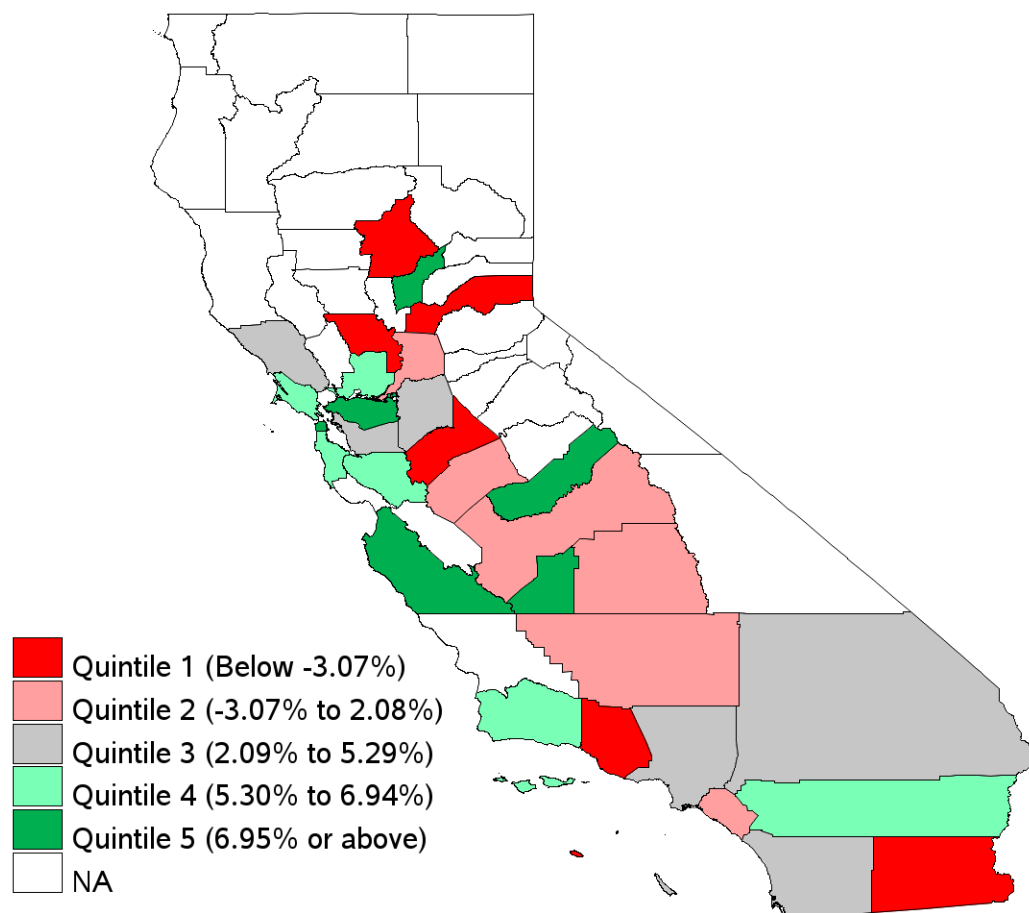 Quintile 1 (Below -3.07%)
Quintile 2 (-3.07% to 2.08%)
Quintile 3 (2.09% to 5.29%)
Quintile 4 (5.30% to 6.94%)
Quintile 5 (6.95% or above)
NA